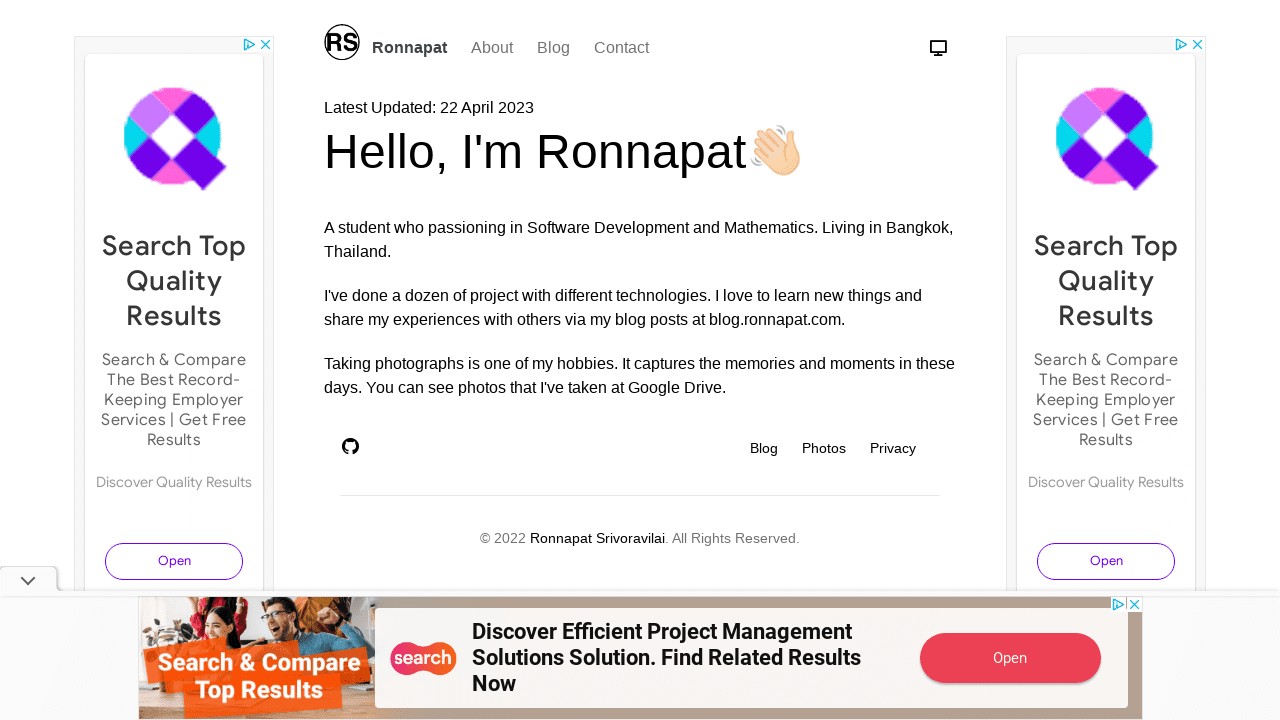 RS Ronnapat About Blog Contact
Latest Updated: 22 April 2023
Hello, I'm Ronnapat
A student who passioning in Software Development and Mathematics. Living in Bangkok,
Thailand.
I've done a dozen of project with different technologies. I love to learn new things and
share my experiences with others via my blog posts at blog.ronnapat.com.
Taking photographs is one of my hobbies. It captures the memories and moments in these
days. You can see photos that I've taken at Google Drive.
Blog Photos Privacy
© 2022 Ronnapat Srivoravilai. All Rights Reserved.
Search Top
Quality
Results
Search & Compare
The Best Record-
Keeping Employer
Services | Get Free
Results
Discover Quality Results
Open
Search Top
Quality
Results
Search & Compare
The Best Record-
Keeping Employer
Services | Get Free
Results
Discover Quality Results
Open
Search & Compare
Top Results
search
Discover Efficient Project Management
Solutions Solution. Find Related Results
Now
Open